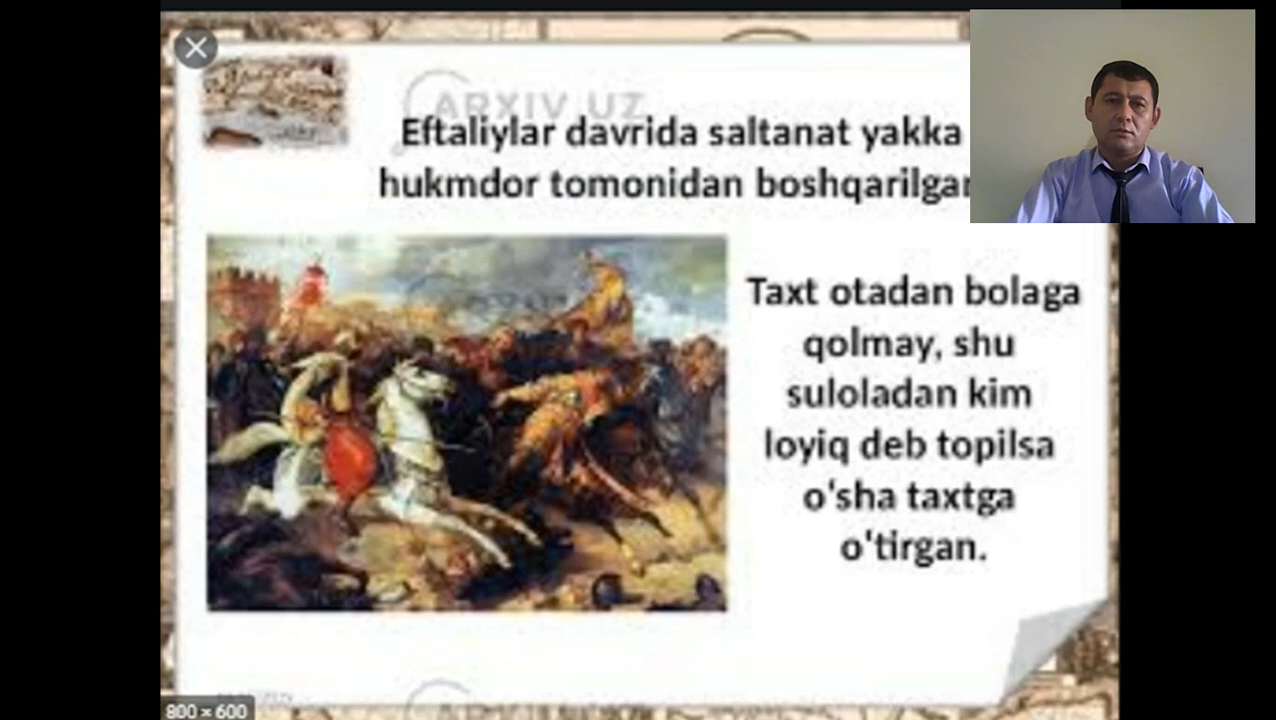 ARXIV.UZ
Eftaliylar davrida saltanat yakka
hukmdor tomonidan boshqarilgan
Taxt otadan bolaga
qolmay, shu
suloladan kim
loyiq deb topilsa
o'sha taxtga
o'tirgan.
800 × 600